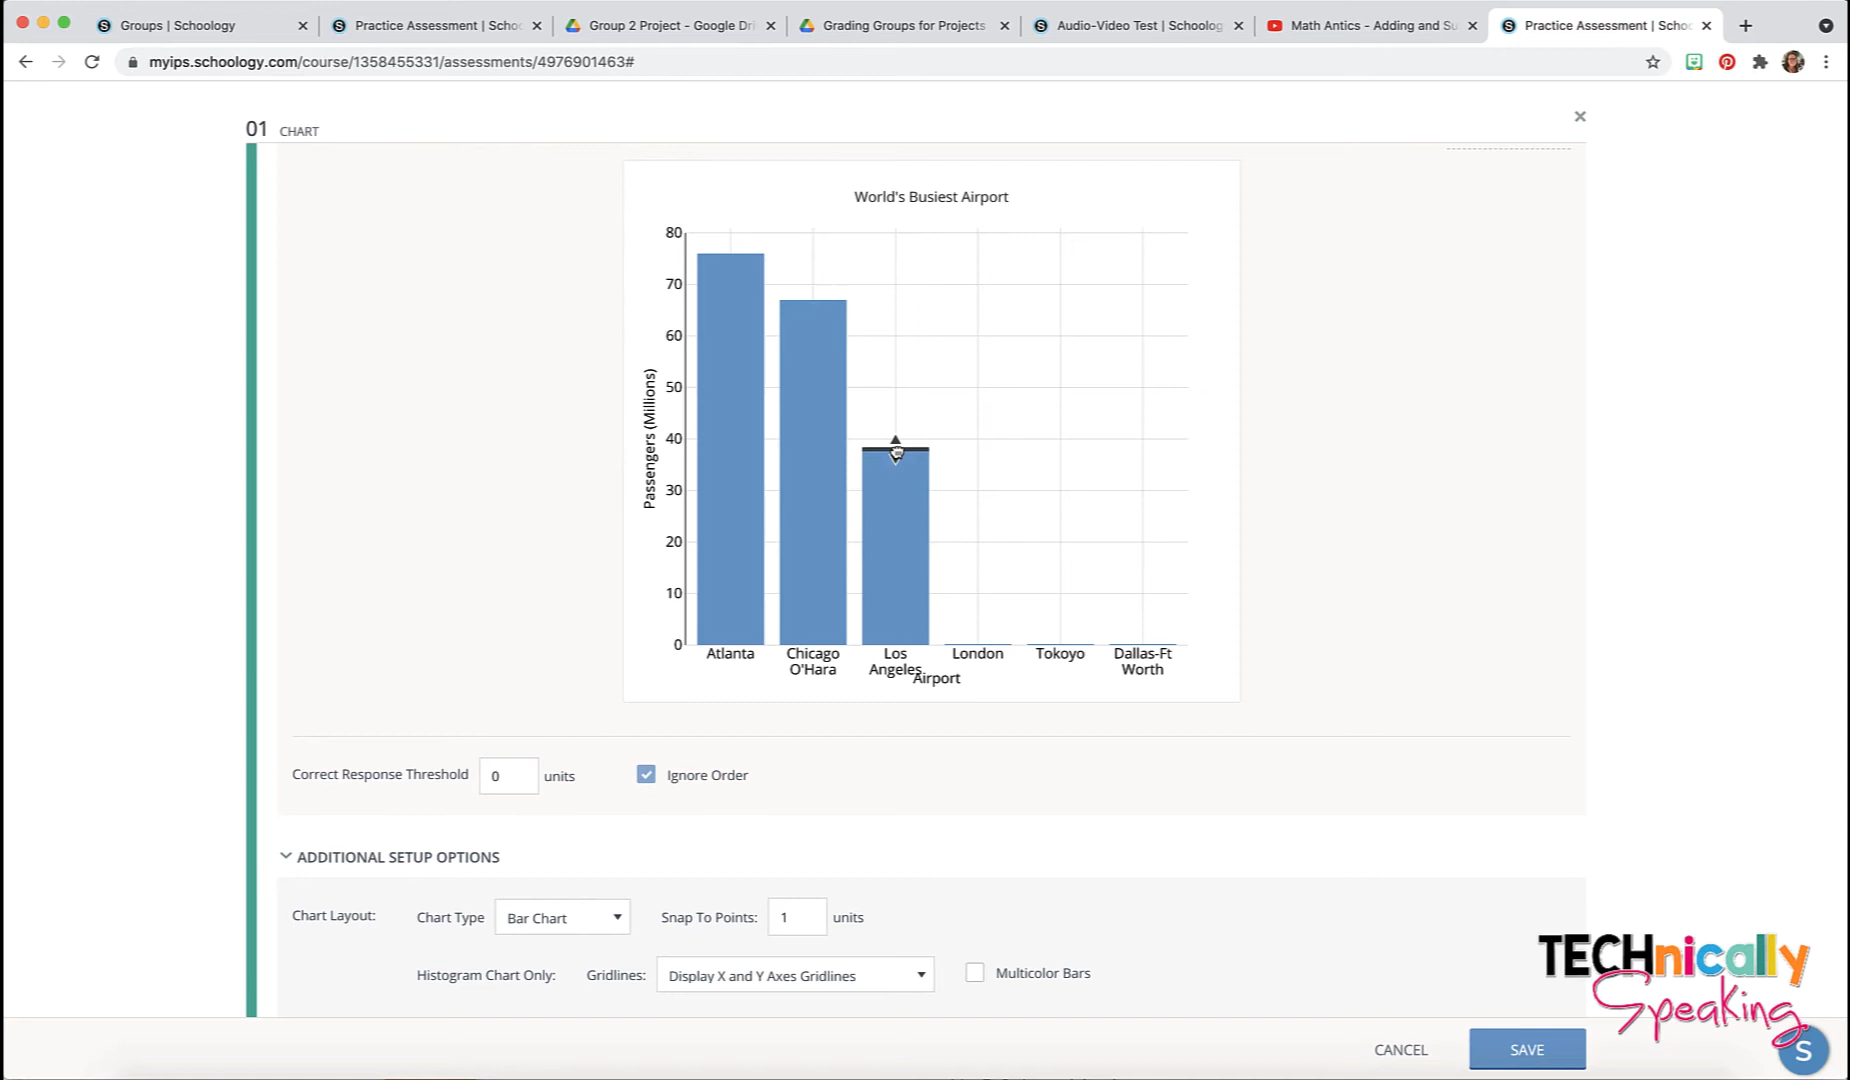 Groups | Schoology
Practice Assessment | Schoo
Group 2 Project - Google Dri
Grading Groups for Projects
Audio-Video Test | Schoolog
Math Antics - Adding and Su
Practice Assessment | Schoo
myips.schoology.com/course/1358455331/assessments/4976901463#
01 CHART
World's Busiest Airport
80
70
60
50
40
30
20
10
0
Passengers (Millions)
Atlanta
Chicago
O'Hara
Los
Angeles
London
Tokoyo
Dallas-Ft
Worth
Airport
Correct Response Threshold 0 units Ignore Order
ADDITIONAL SETUP OPTIONS
Chart Layout: Chart Type Bar Chart Snap To Points: 1 units
Histogram Chart Only: Gridlines: Display X and Y Axes Gridlines Multicolor Bars
TECHnically
Speaking
CANCEL SAVE
S